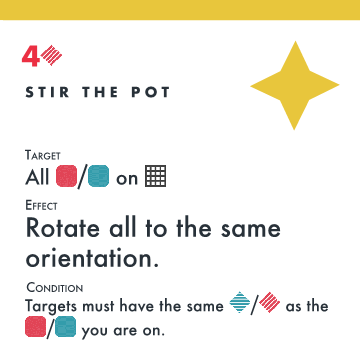 4
STIR THE POT
Target
All / on
Effect
Rotate all to the same
orientation.
Condition
Targets must have the same / as the
/ you are on.